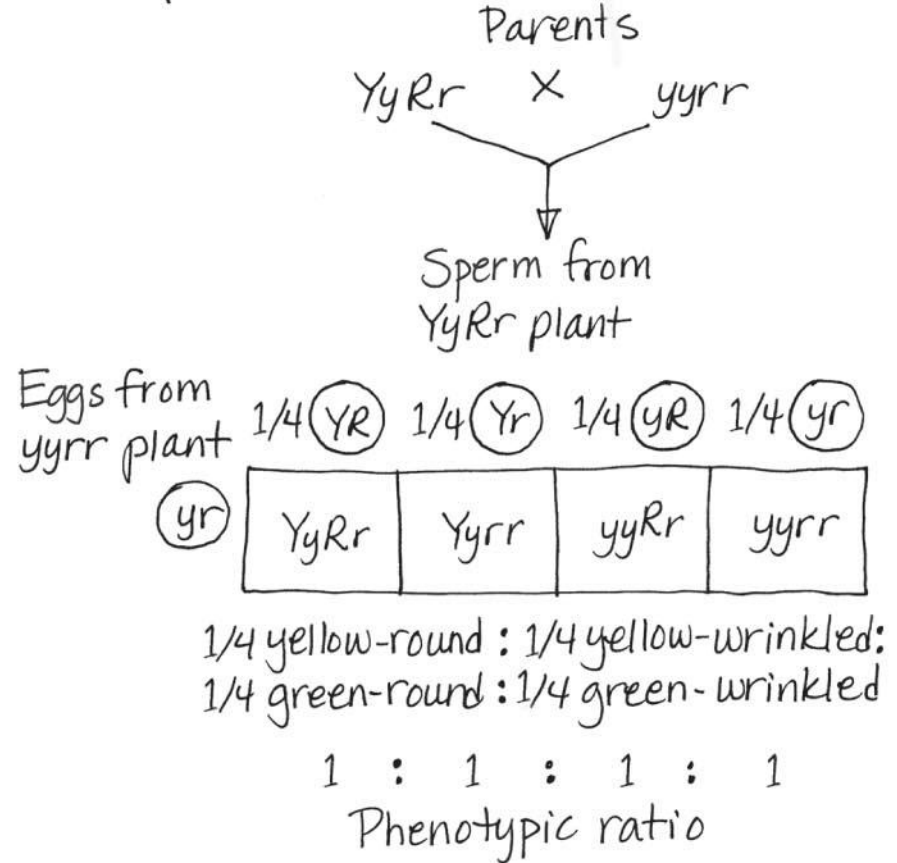 Parents
YyRr X yyrr
Sperm from
YyRr plant
Eggs from
yyrr plant
1/4 YR 1/4 Yr 1/4 yR 1/4 yr
yr YyRr Yyrr yyRr yyrr
1/4 yellow-round : 1/4 yellow-wrinkled:
1/4 green-round : 1/4 green-wrinkled
1 : 1 : 1 : 1
Phenotypic ratio